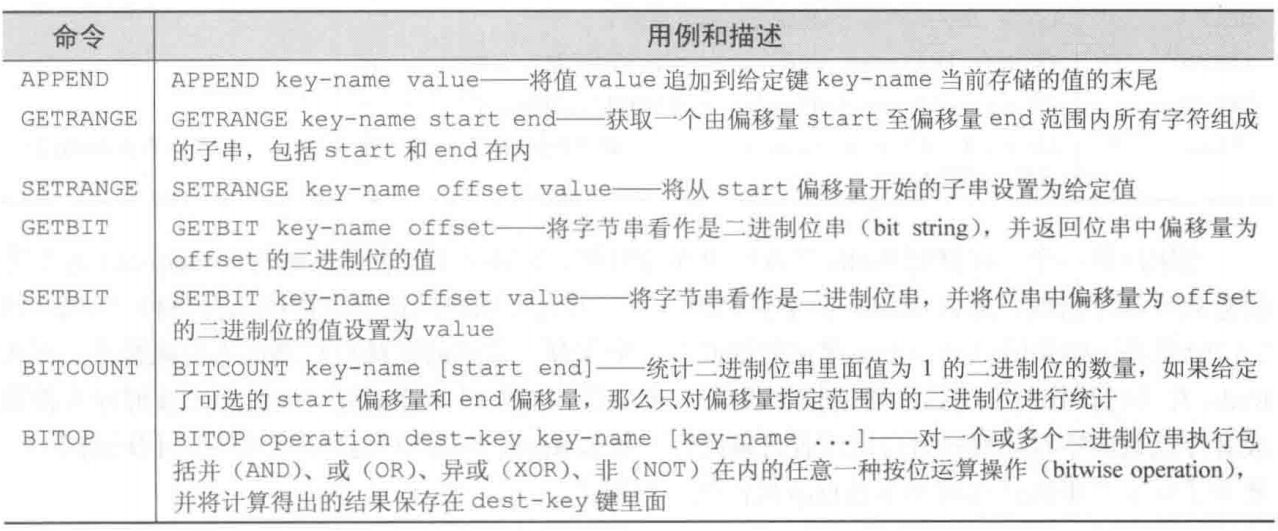 命令 用例和描述
APPEND APPEND key-name value——将值 value 追加到给定键 key-name 当前存储的值的末尾
GETRANGE GETRANGE key-name start end——获取一个由偏移量 start 至偏移量 end 范围内所有字符组成
的子串，包括 start 和 end 在内
SETRANGE SETRANGE key-name offset value——将从 start 偏移量开始的子串设置为给定值
GETBIT GETBIT key-name offset——将字节串看作是二进制位串（bit string），并返回位串中偏移量为
offset 的二进制位的值
SETBIT SETBIT key-name offset value——将字节串看作是二进制位串，并将位串中偏移量为 offset
的二进制位的值设置为 value
BITCOUNT BITCOUNT key-name [start end]——统计二进制位串里面值为 1 的二进制位的数量，如果给定
了可选的 start 偏移量和 end 偏移量，那么只对偏移量指定范围内的二进制位进行统计
BITOP BITOP operation dest-key key-name [key-name ...]——对一个或多个二进制位串执行包
括并（AND）、或（OR）、异或（XOR）、非（NOT）在内的任意一种按位运算操作（bitwise operation），
并将计算得出的结果保存在 dest-key 键里面